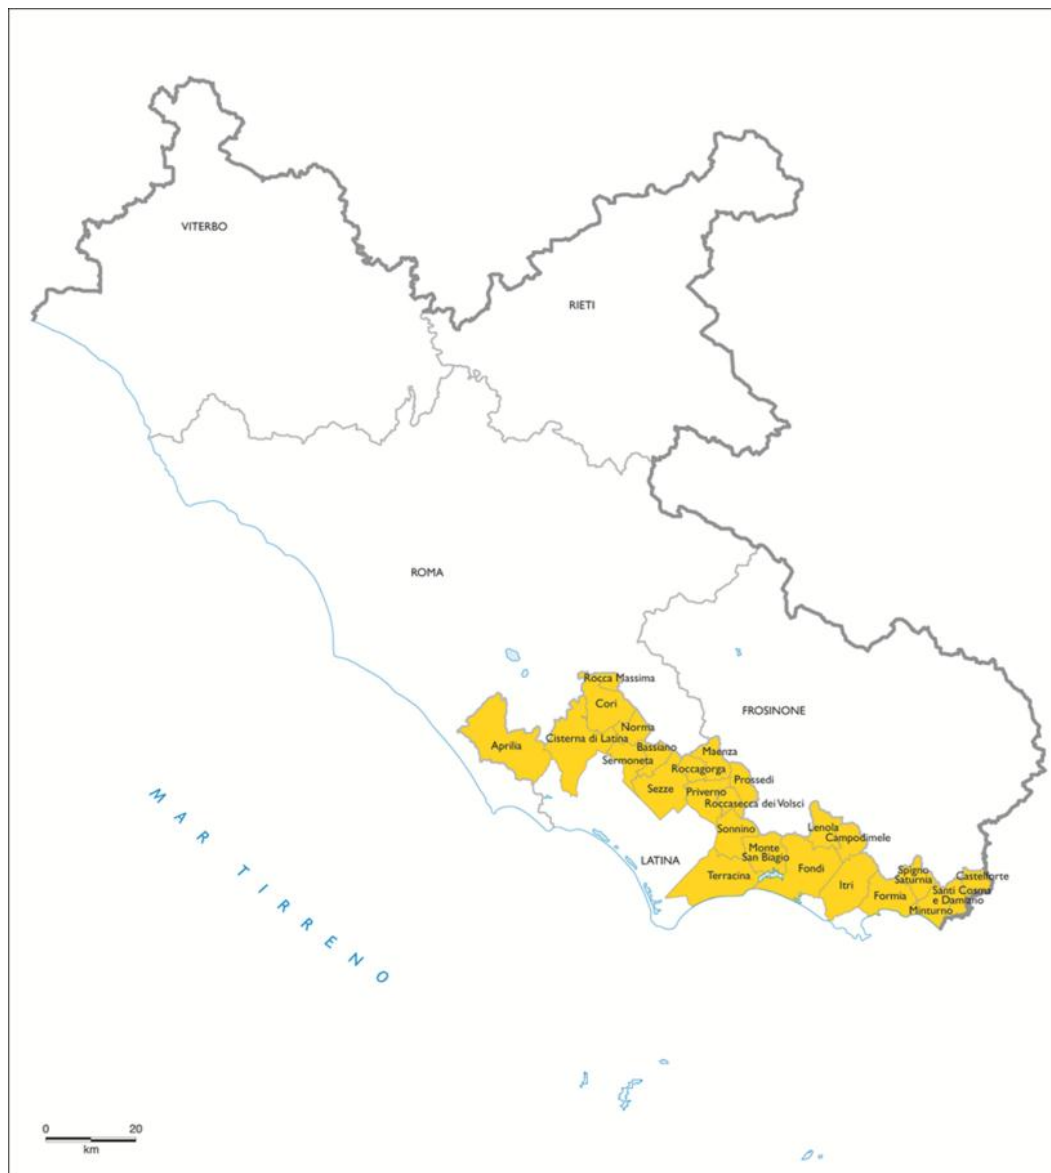 VITERBO
RIETI
ROMA
FROSINONE
Rocca Massima
Cori
Norma
Cisterna di Latina
Aprilia
Bassiano
Maenza
Sermoneta
Roccagorga
Prossedi
Sezze
Priverno
Roccasecca dei Volsci
Sonnino
Lenola
Campodimele
Monte
San Biagio
LATINA
Fondi
Terracina
Itri
Spigno
Saturnia
Castelforte
Formia
Santi Cosma
e Damiano
Minturno
MAR TIRRENO
0 20
km